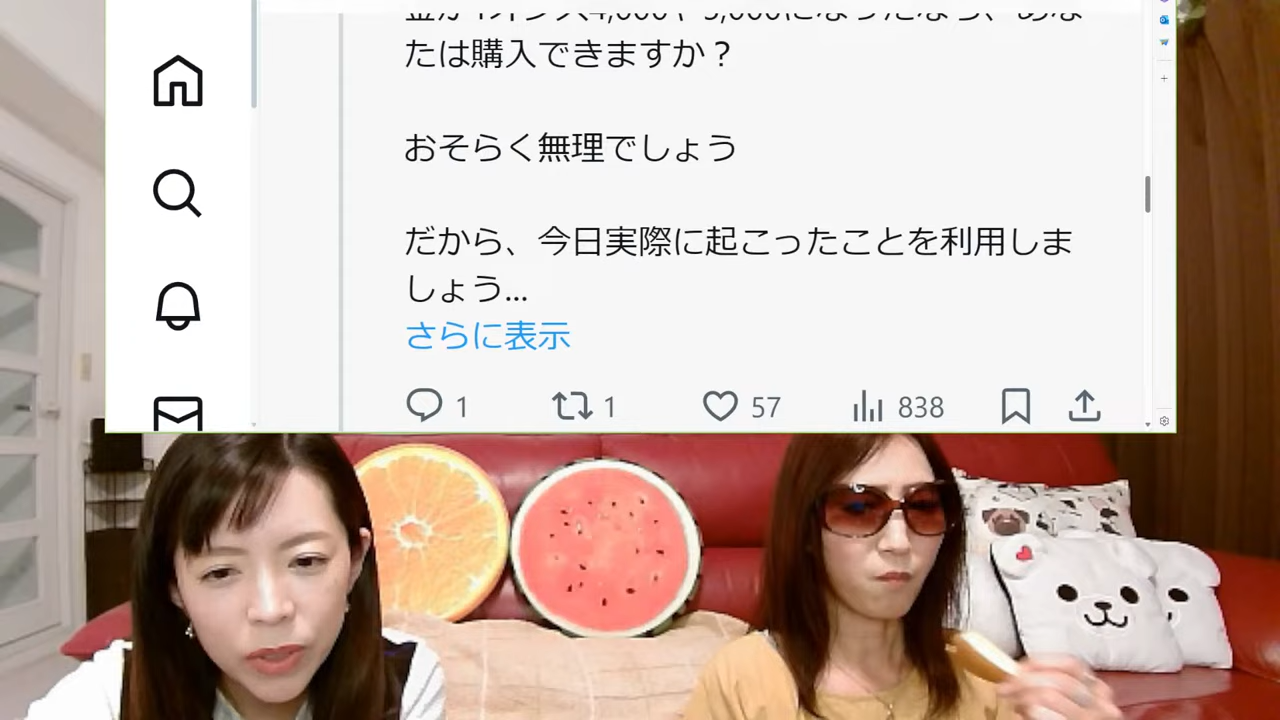 たは購入できますか？
おそらく無理でしょう
だから、今日実際に起こったことを利用しま
しょう...
さらに表示
1 1 57 838